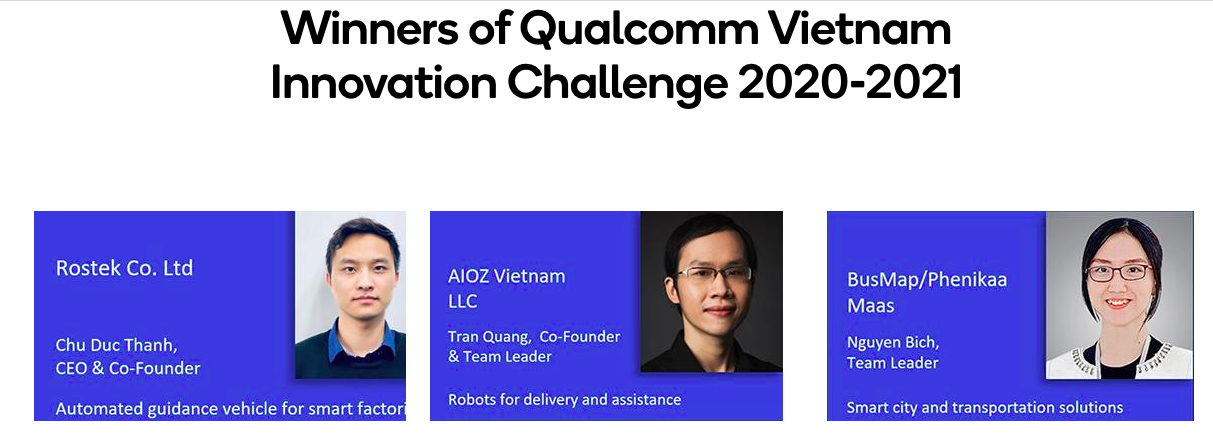 Winners of Qualcomm Vietnam
Innovation Challenge 2020-2021
Rostek Co. Ltd
Chu Duc Thanh,
CEO & Co-Founder
Automated guidance vehicle for smart factori
AIOZ Vietnam
LLC
Tran Quang, Co-Founder
& Team Leader
Robots for delivery and assistance
BusMap/Phenikaa
Maas
Nguyen Bich,
Team Leader
Smart city and transportation solutions